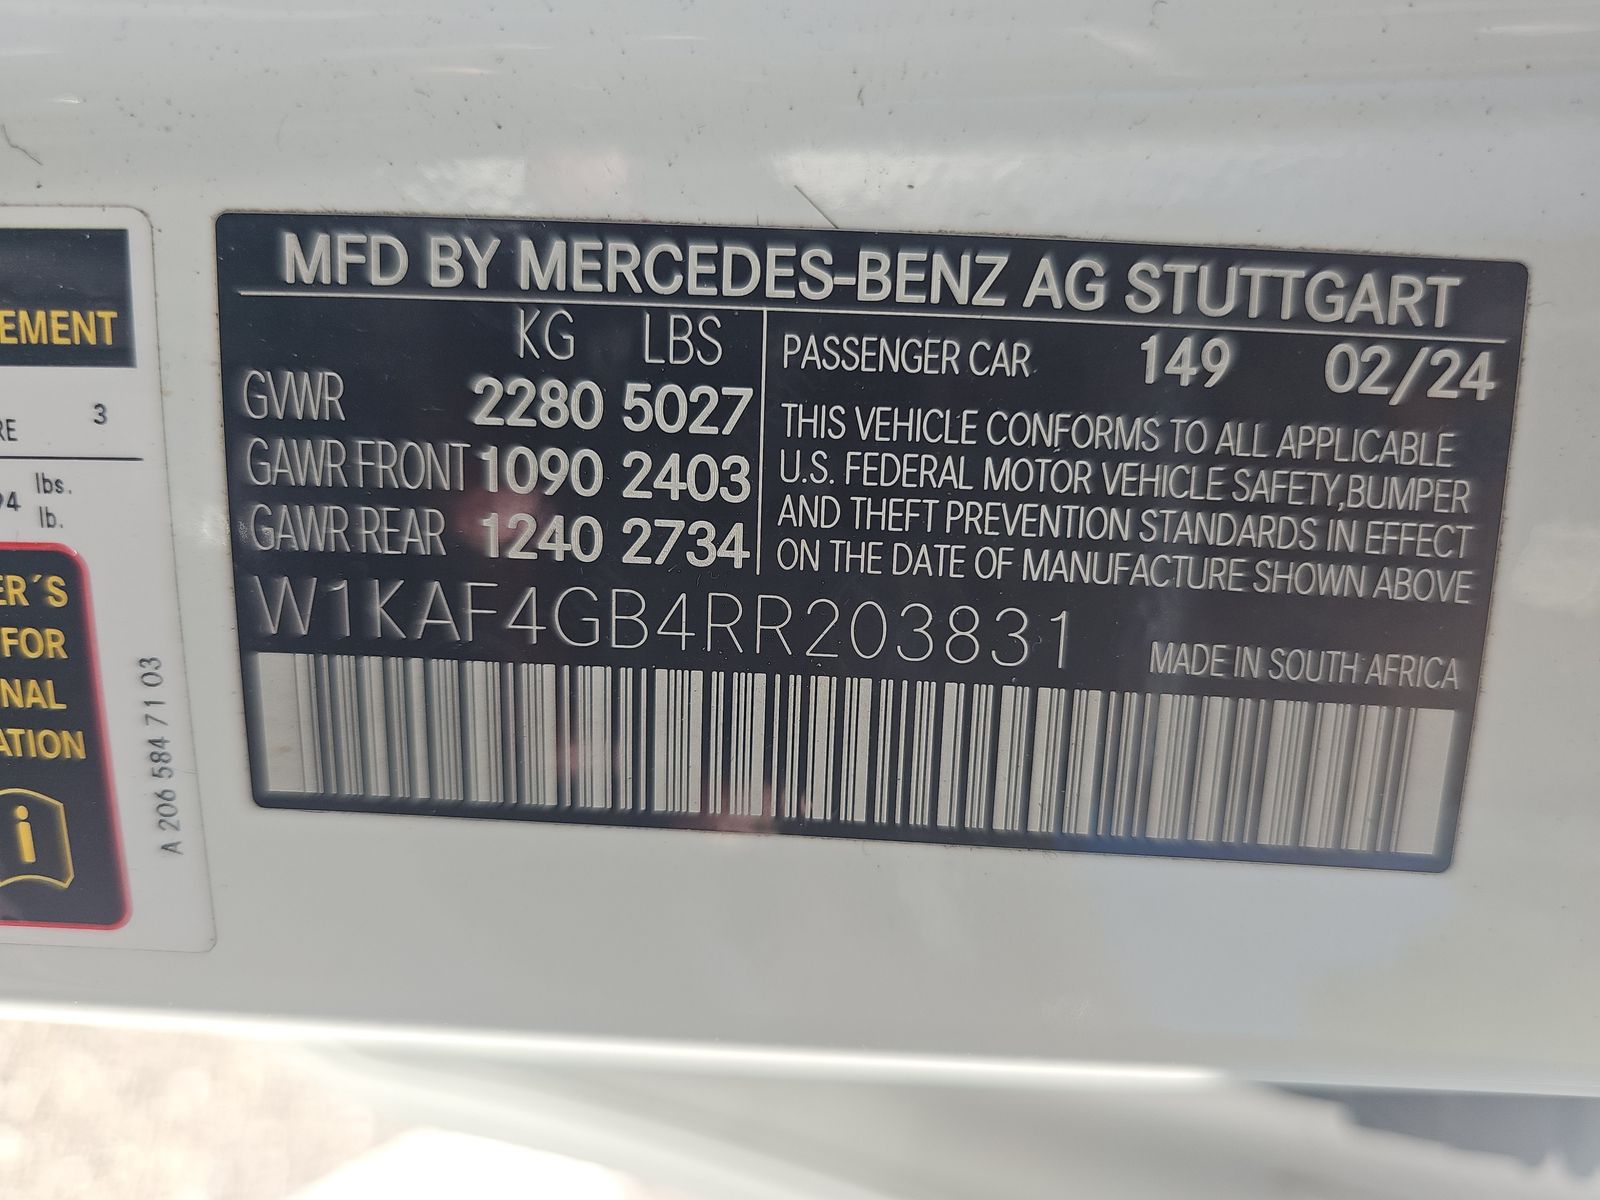 MFD BY MERCEDES-BENZ AG STUTTGART
KG LBS
GVWR 2280 5027
GAWR FRONT 1090 2403
GAWR REAR 1240 2734
PASSENGER CAR 149 02/24
THIS VEHICLE CONFORMS TO ALL APPLICABLE
U.S. FEDERAL MOTOR VEHICLE SAFETY,BUMPER
AND THEFT PREVENTION STANDARDS IN EFFECT
ON THE DATE OF MANUFACTURE SHOWN ABOVE
W1KAF4GB4RR203831
MADE IN SOUTH AFRICA
EMENT
RE 3
94 lbs.
lb.
ER´S
FOR
NAL
ATION
i
A 206 584 71 03